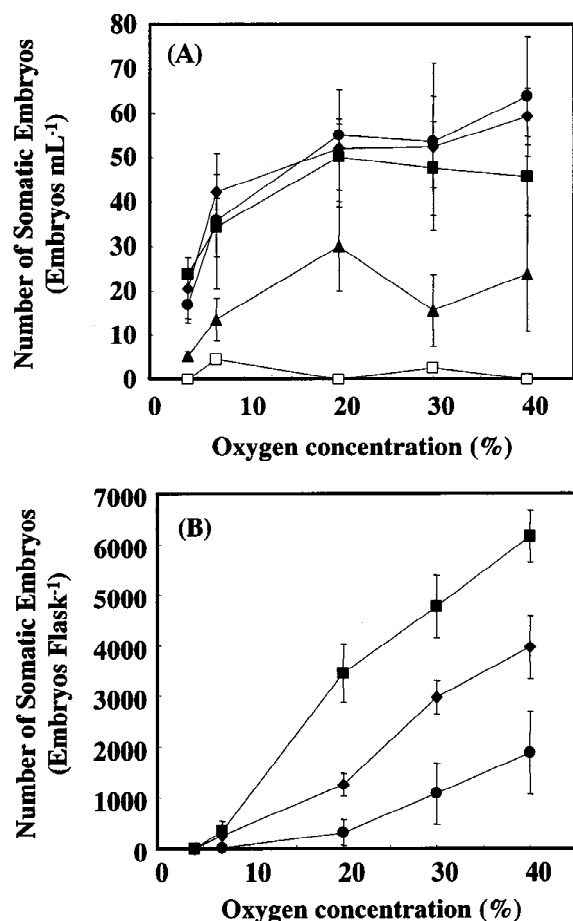 (A)
Number of Somatic Embryos
(Embryos mL-1)
80
70
60
50
40
30
20
10
0
0 10 20 30 40
Oxygen concentration (%)
(B)
Number of Somatic Embryos
(Embryos Flask-1)
7000
6000
5000
4000
3000
2000
1000
0
0 10 20 30 40
Oxygen concentration (%)